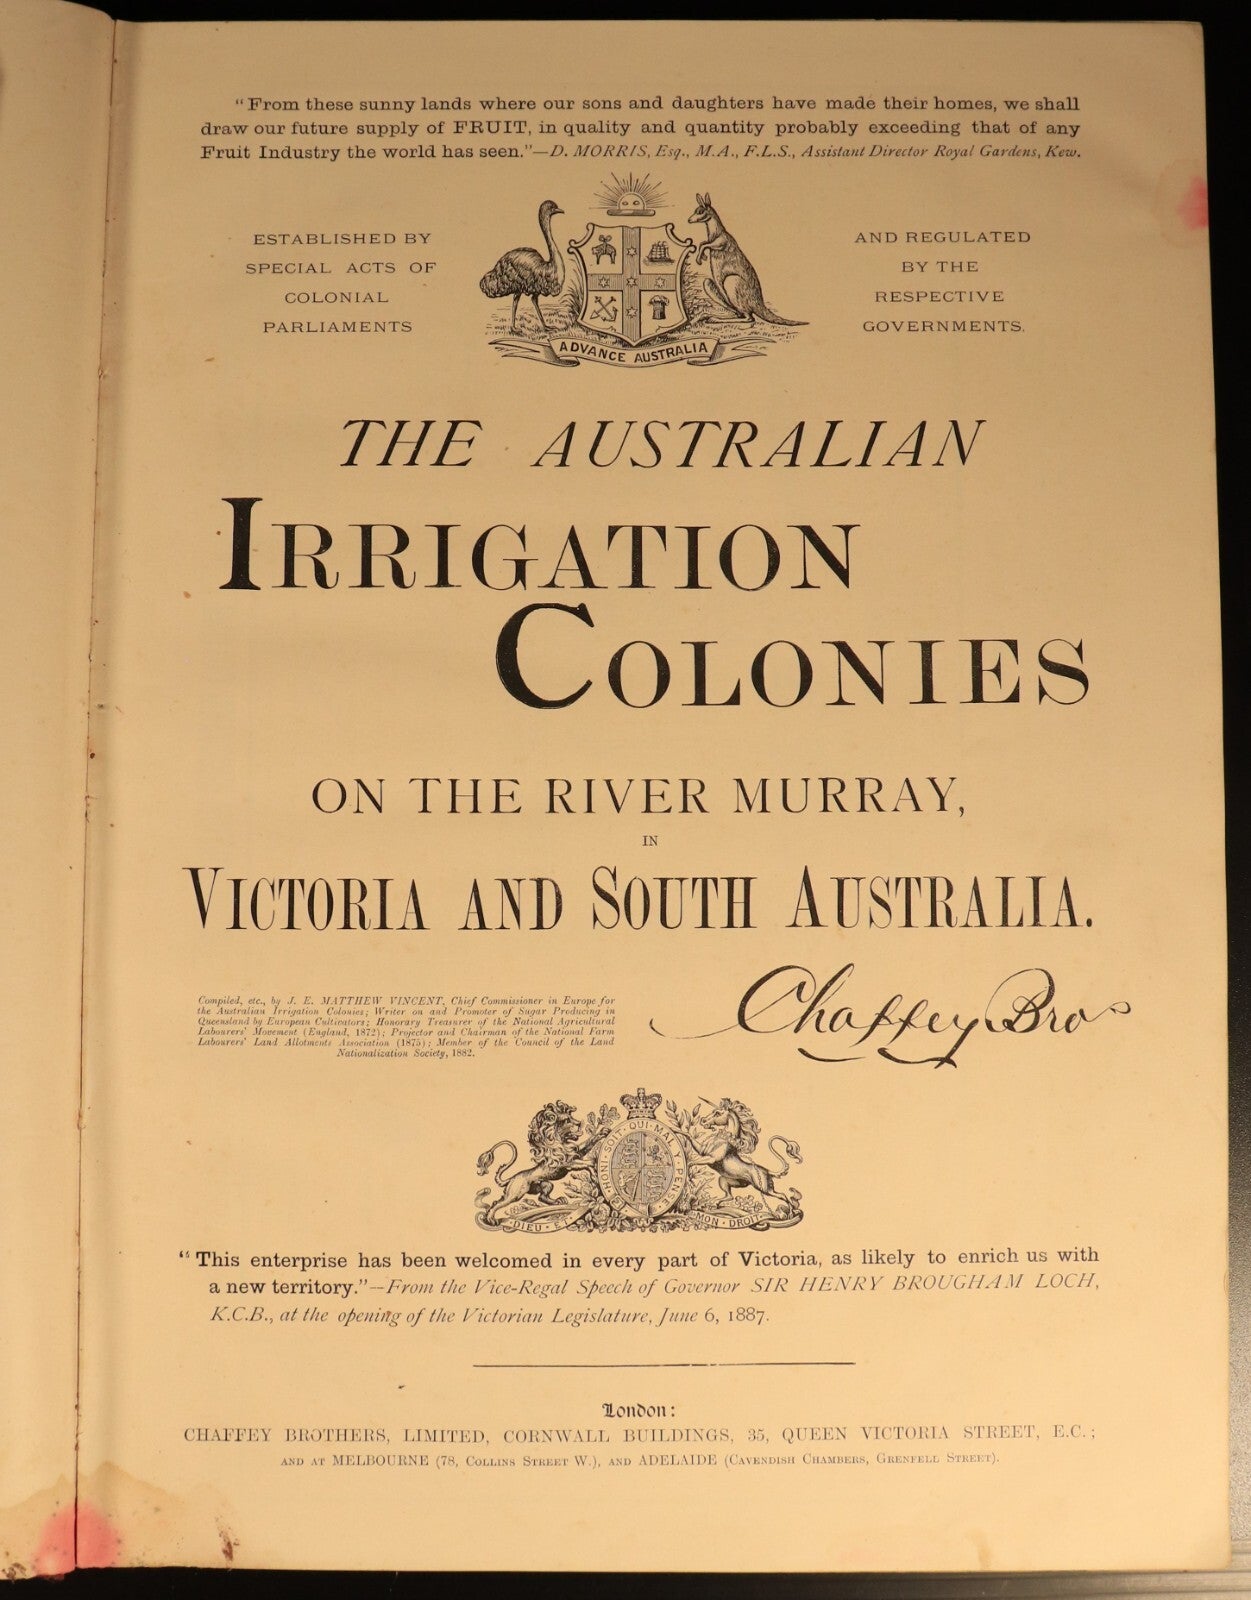 "From these sunny lands where our sons and daughters have made their homes, we shall
draw our future supply of FRUIT, in quality and quantity probably exceeding that of any
Fruit Industry the world has seen."—D. MORRIS, Esq., M.A., F.L.S., Assistant Director Royal Gardens, Kew.
ESTABLISHED BY
SPECIAL ACTS OF
COLONIAL
PARLIAMENTS
ADVANCE AUSTRALIA
AND REGULATED
BY THE
RESPECTIVE
GOVERNMENTS.
THE AUSTRALIAN
IRRIGATION
COLONIES
ON THE RIVER MURRAY,
IN
VICTORIA AND SOUTH AUSTRALIA.
Compiled, etc., by J. E. MATTHEW VINCENT, Chief Commissioner in Europe for
the Australian Irrigation Colonies; Writer on and Promoter of Sugar Producing in
Queensland by European Cultivators; Honorary Treasurer of the National Agricultural
Labourers' Movement (England, 1872); Projector and Chairman of the National Farm
Labourers' Land Allotments Association (1875); Member of the Council of the Land
Nationalization Society, 1882.
Chaffey Bros
HONI · SOIT · QUI · MAL · Y · PENSE
DIEU · ET · MON · DROIT
"This enterprise has been welcomed in every part of Victoria, as likely to enrich us with
a new territory."—From the Vice-Regal Speech of Governor SIR HENRY BROUGHAM LOCH,
K.C.B., at the opening of the Victorian Legislature, June 6, 1887.
London:
CHAFFEY BROTHERS, LIMITED, CORNWALL BUILDINGS, 35, QUEEN VICTORIA STREET, E.C.;
AND AT MELBOURNE (78, COLLINS STREET W.), AND ADELAIDE (CAVENDISH CHAMBERS, GRENFELL STREET).